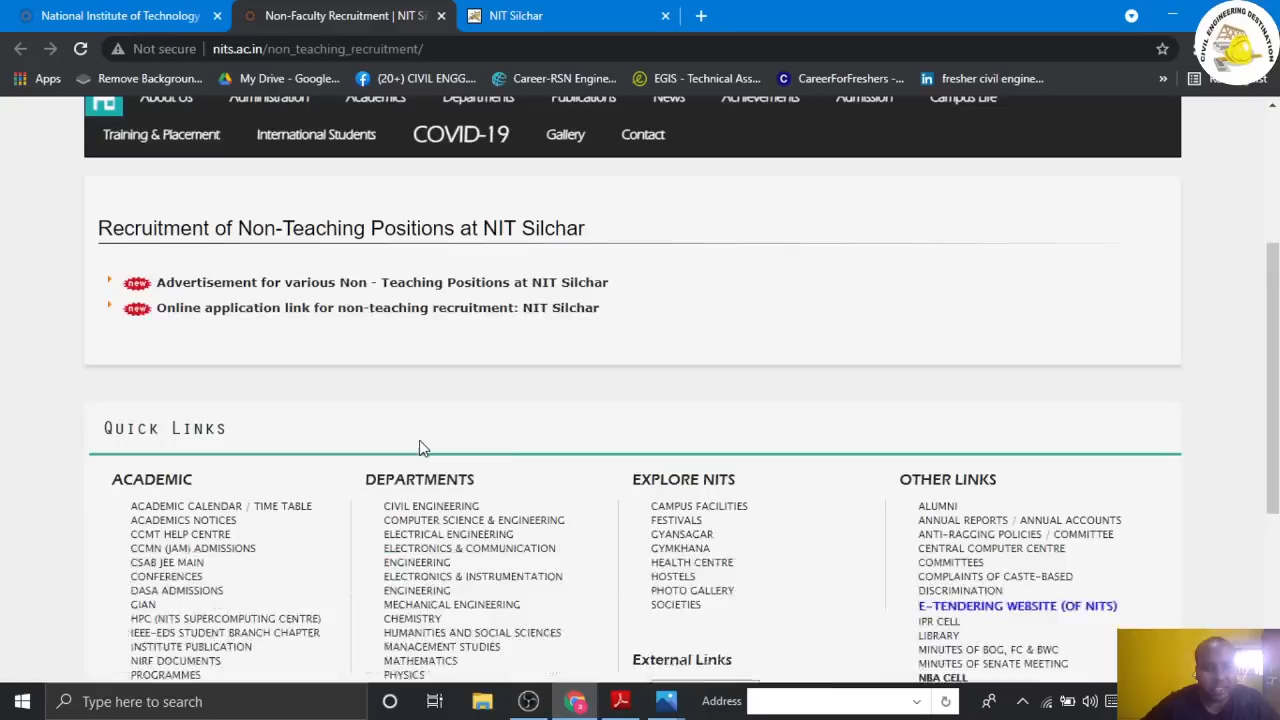 National Institute of Technology
Non-Faculty Recruitment | NIT Si
NIT Silchar
Not secure
nits.ac.in/non_teaching_recruitment/
Apps
Remove Background...
My Drive - Google...
(20+) CIVIL ENGG....
Career-RSN Engine...
EGIS - Technical Ass...
CareerForFreshers -...
fresher civil engine...
CIVIL ENGINEERING DESTINATION
About Us
Administration
Academics
Departments
Publications
News
Achievements
Admission
Campus Life
Training & Placement
International Students
COVID-19
Gallery
Contact
Recruitment of Non-Teaching Positions at NIT Silchar
new Advertisement for various Non - Teaching Positions at NIT Silchar
new Online application link for non-teaching recruitment: NIT Silchar
Quick Links
ACADEMIC
ACADEMIC CALENDAR / TIME TABLE
ACADEMICS NOTICES
CCMT HELP CENTRE
CCMN (JAM) ADMISSIONS
CSAB JEE MAIN
CONFERENCES
DASA ADMISSIONS
GIAN
HPC (NITS SUPERCOMPUTING CENTRE)
IEEE-EDS STUDENT BRANCH CHAPTER
INSTITUTE PUBLICATION
NIRF DOCUMENTS
PROGRAMMES
DEPARTMENTS
CIVIL ENGINEERING
COMPUTER SCIENCE & ENGINEERING
ELECTRICAL ENGINEERING
ELECTRONICS & COMMUNICATION
ENGINEERING
ELECTRONICS & INSTRUMENTATION
ENGINEERING
MECHANICAL ENGINEERING
CHEMISTRY
HUMANITIES AND SOCIAL SCIENCES
MANAGEMENT STUDIES
MATHEMATICS
PHYSICS
EXPLORE NITS
CAMPUS FACILITIES
FESTIVALS
GYANSAGAR
GYMKHANA
HEALTH CENTRE
HOSTELS
PHOTO GALLERY
SOCIETIES
External Links
OTHER LINKS
ALUMNI
ANNUAL REPORTS / ANNUAL ACCOUNTS
ANTI-RAGGING POLICIES / COMMITTEE
CENTRAL COMPUTER CENTRE
COMMITTEES
COMPLAINTS OF CASTE-BASED
DISCRIMINATION
E-TENDERING WEBSITE (OF NITS)
IPR CELL
LIBRARY
MINUTES OF BOG, FC & BWC
MINUTES OF SENATE MEETING
NBA CELL
Type here to search
Address